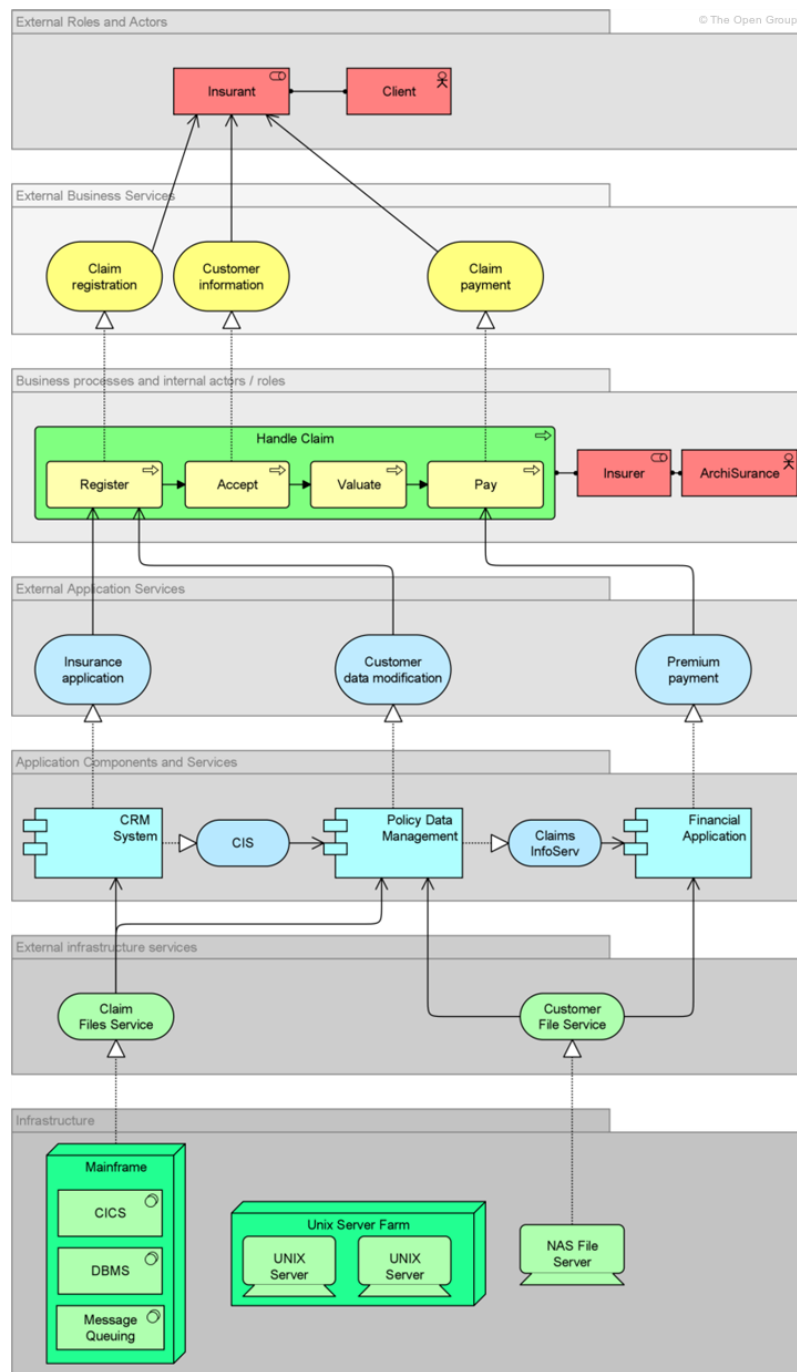 External Roles and Actors
© The Open Group
Insurant
Client
External Business Services
Claim
registration
Customer
information
Claim
payment
Business processes and internal actors / roles
Handle Claim
Register
Accept
Valuate
Pay
Insurer
ArchiSurance
External Application Services
Insurance
application
Customer
data modification
Premium
payment
Application Components and Services
CRM
System
CIS
Policy Data
Management
Claims
InfoServ
Financial
Application
External infrastructure services
Claim
Files Service
Customer
File Service
Infrastructure
Mainframe
CICS
DBMS
Message
Queuing
Unix Server Farm
UNIX
Server
UNIX
Server
NAS File
Server